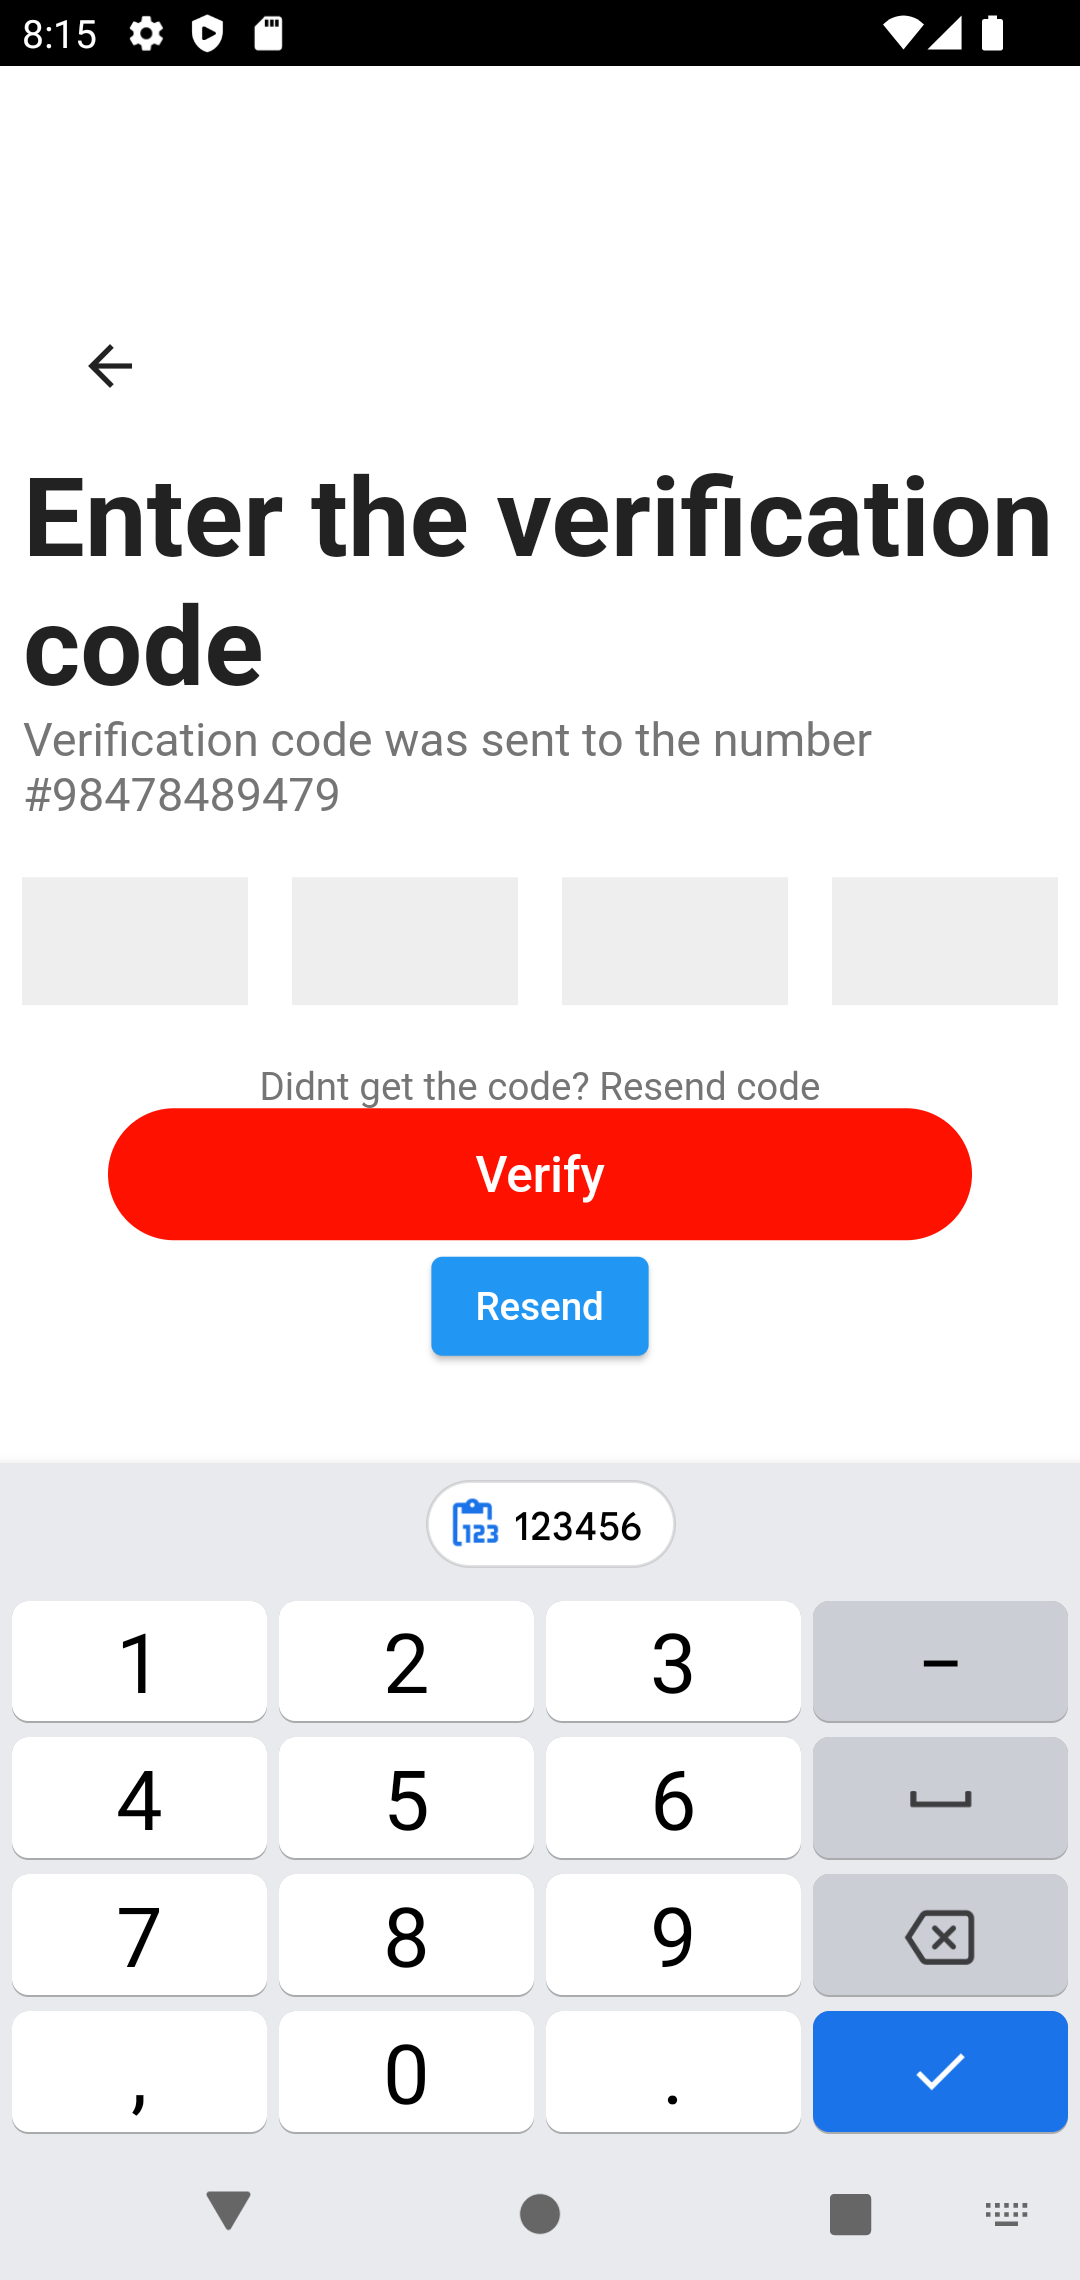 8:15
Enter the verification
code
Verification code was sent to the number
#98478489479
Didnt get the code? Resend code
Verify
Resend
123 123456
1 2 3 –
4 5 6
7 8 9
, 0 .